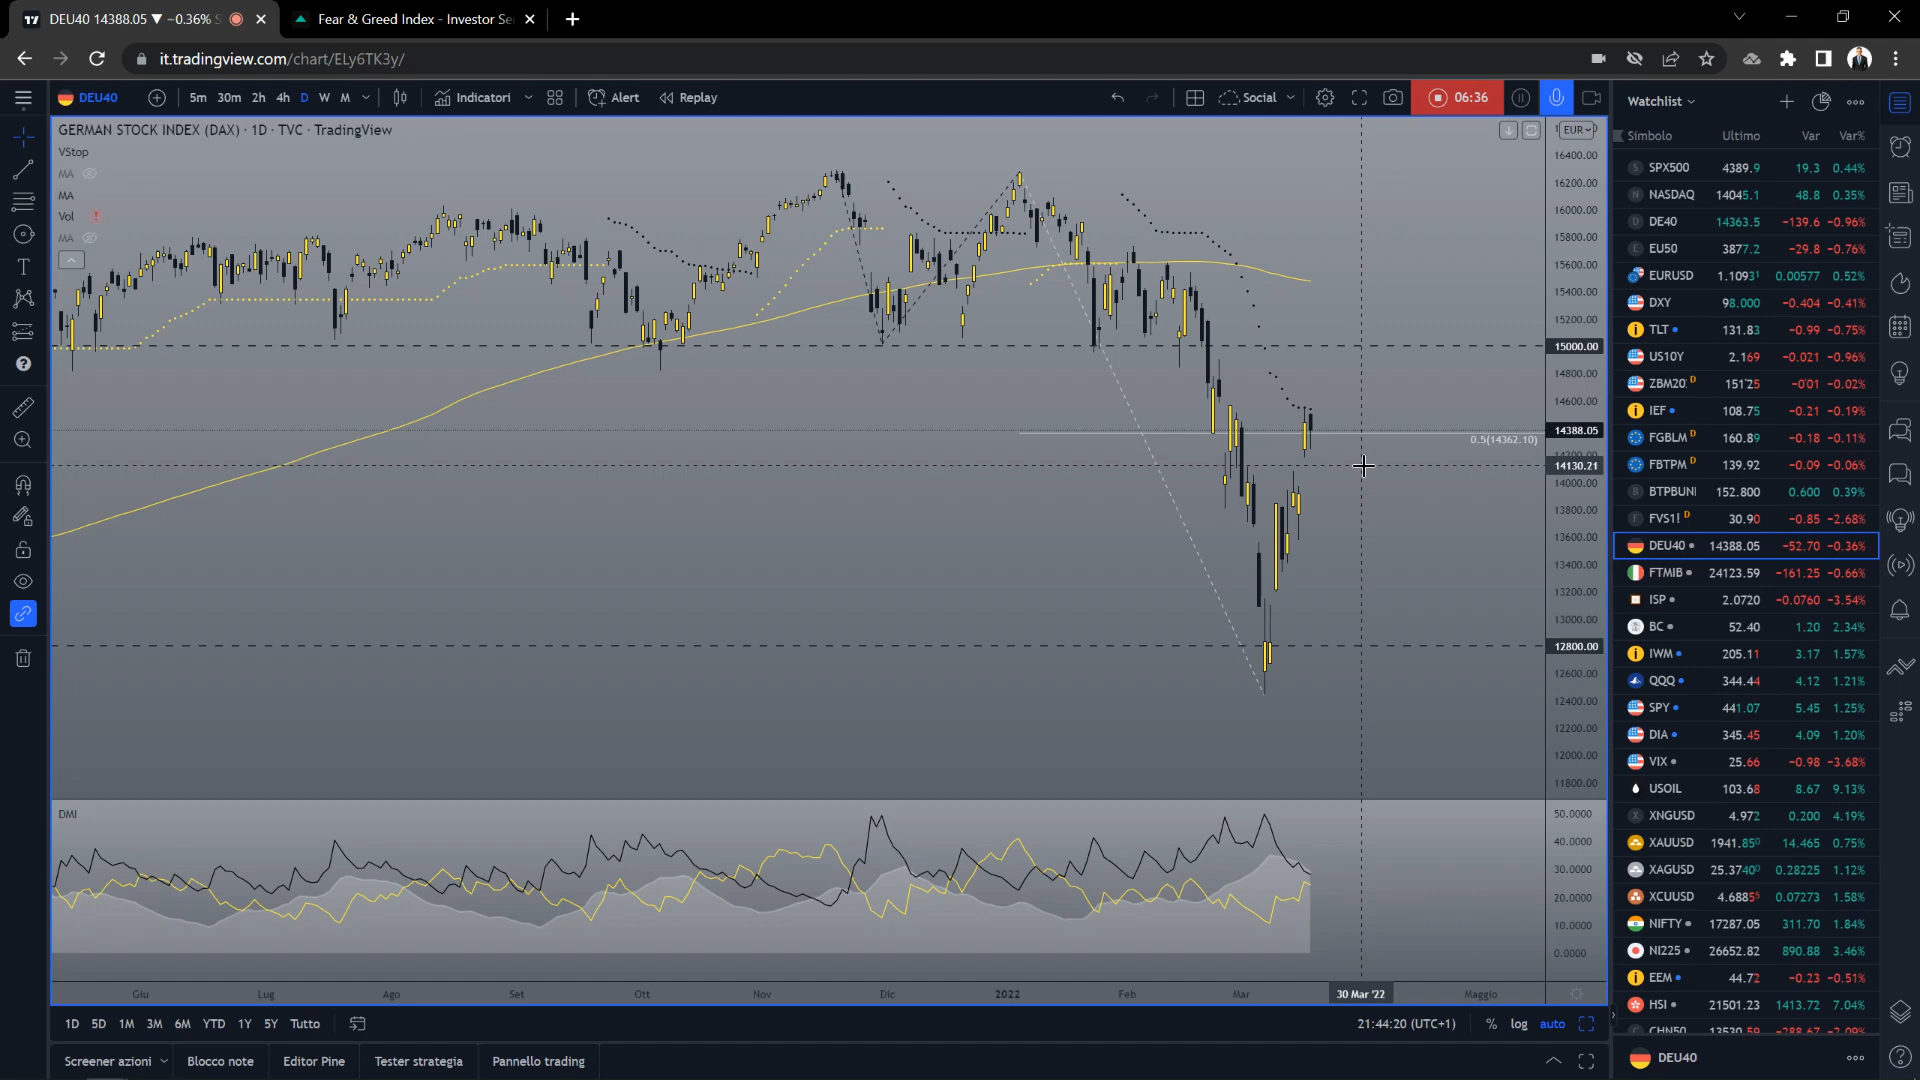 DEU40 14388.05 ▼ −0.36% S
Fear & Greed Index - Investor Se
it.tradingview.com/chart/ELy6TK3y/
DEU40
5m 30m 2h 4h D W M
Indicatori
Alert
Replay
Social
06:36
GERMAN STOCK INDEX (DAX) · 1D · TVC · TradingView
VStop
MA
MA
Vol !
MA
EUR
16400.00
16200.00
16000.00
15800.00
15600.00
15400.00
15200.00
15000.00
14800.00
14600.00
14388.05
0.5(14362.10)
14130.21
14000.00
13800.00
13600.00
13400.00
13200.00
13000.00
12800.00
12600.00
12400.00
12200.00
12000.00
11800.00
DMI
50.0000
40.0000
30.0000
20.0000
10.0000
0.0000
Giu Lug Ago Set Ott Nov Dic 2022 Feb Mar 30 Mar '22 Maggio
1D 5D 1M 3M 6M YTD 1Y 5Y Tutto
21:44:20 (UTC+1) % log auto
Screener azioni Blocco note Editor Pine Tester strategia Pannello trading
Watchlist
Simbolo Ultimo Var Var%
SPX500 4389.9 19.3 0.44%
NASDAQ 14045.1 48.8 0.35%
DE40 14363.5 −139.6 −0.96%
EU50 3877.2 −29.8 −0.76%
EURUSD 1.10931 0.00577 0.52%
DXY 98.000 −0.404 −0.41%
TLT 131.83 −0.99 −0.75%
US10Y 2.169 −0.021 −0.96%
ZBM20 D 151'25 −0'01 −0.02%
IEF 108.75 −0.21 −0.19%
FGBLM D 160.89 −0.18 −0.11%
FBTPM D 139.92 −0.09 −0.06%
BTPBUNI 152.800 0.600 0.39%
FVS1! D 30.90 −0.85 −2.68%
DEU40 14388.05 −52.70 −0.36%
FTMIB 24123.59 −161.25 −0.66%
ISP 2.0720 −0.0760 −3.54%
BC 52.40 1.20 2.34%
IWM 205.11 3.17 1.57%
QQQ 344.44 4.12 1.21%
SPY 441.07 5.45 1.25%
DIA 345.45 4.09 1.20%
VIX 25.66 −0.98 −3.68%
USOIL 103.68 8.67 9.13%
XNGUSD 4.972 0.200 4.19%
XAUUSD 1941.850 14.465 0.75%
XAGUSD 25.3740 0.28225 1.12%
XCUUSD 4.6885 0.07273 1.58%
NIFTY 17287.05 311.70 1.84%
NI225 26652.82 890.88 3.46%
EEM 44.72 −0.23 −0.51%
HSI 21501.23 1413.72 7.04%
CHN50 13530.59 −288.67 −2.09%
DEU40